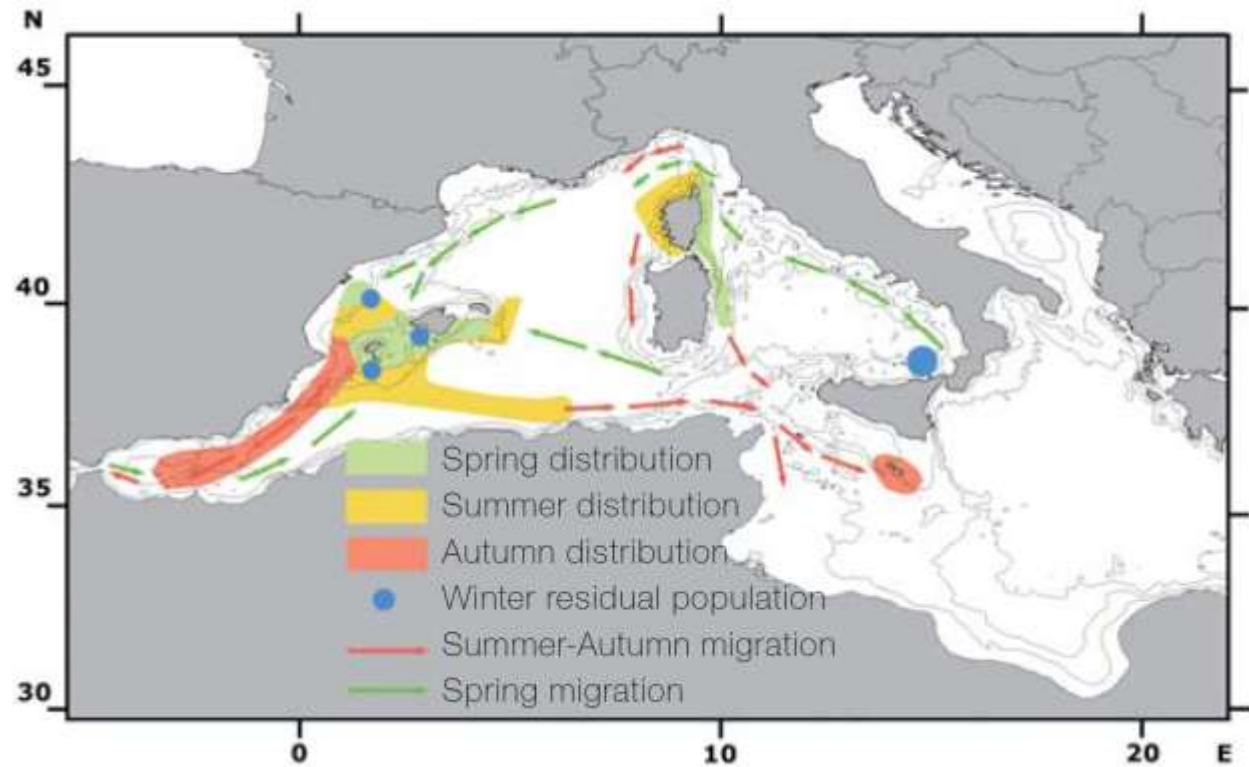 N
45
40
35
30
Spring distribution
Summer distribution
Autumn distribution
Winter residual population
Summer-Autumn migration
Spring migration
0
10
20
E